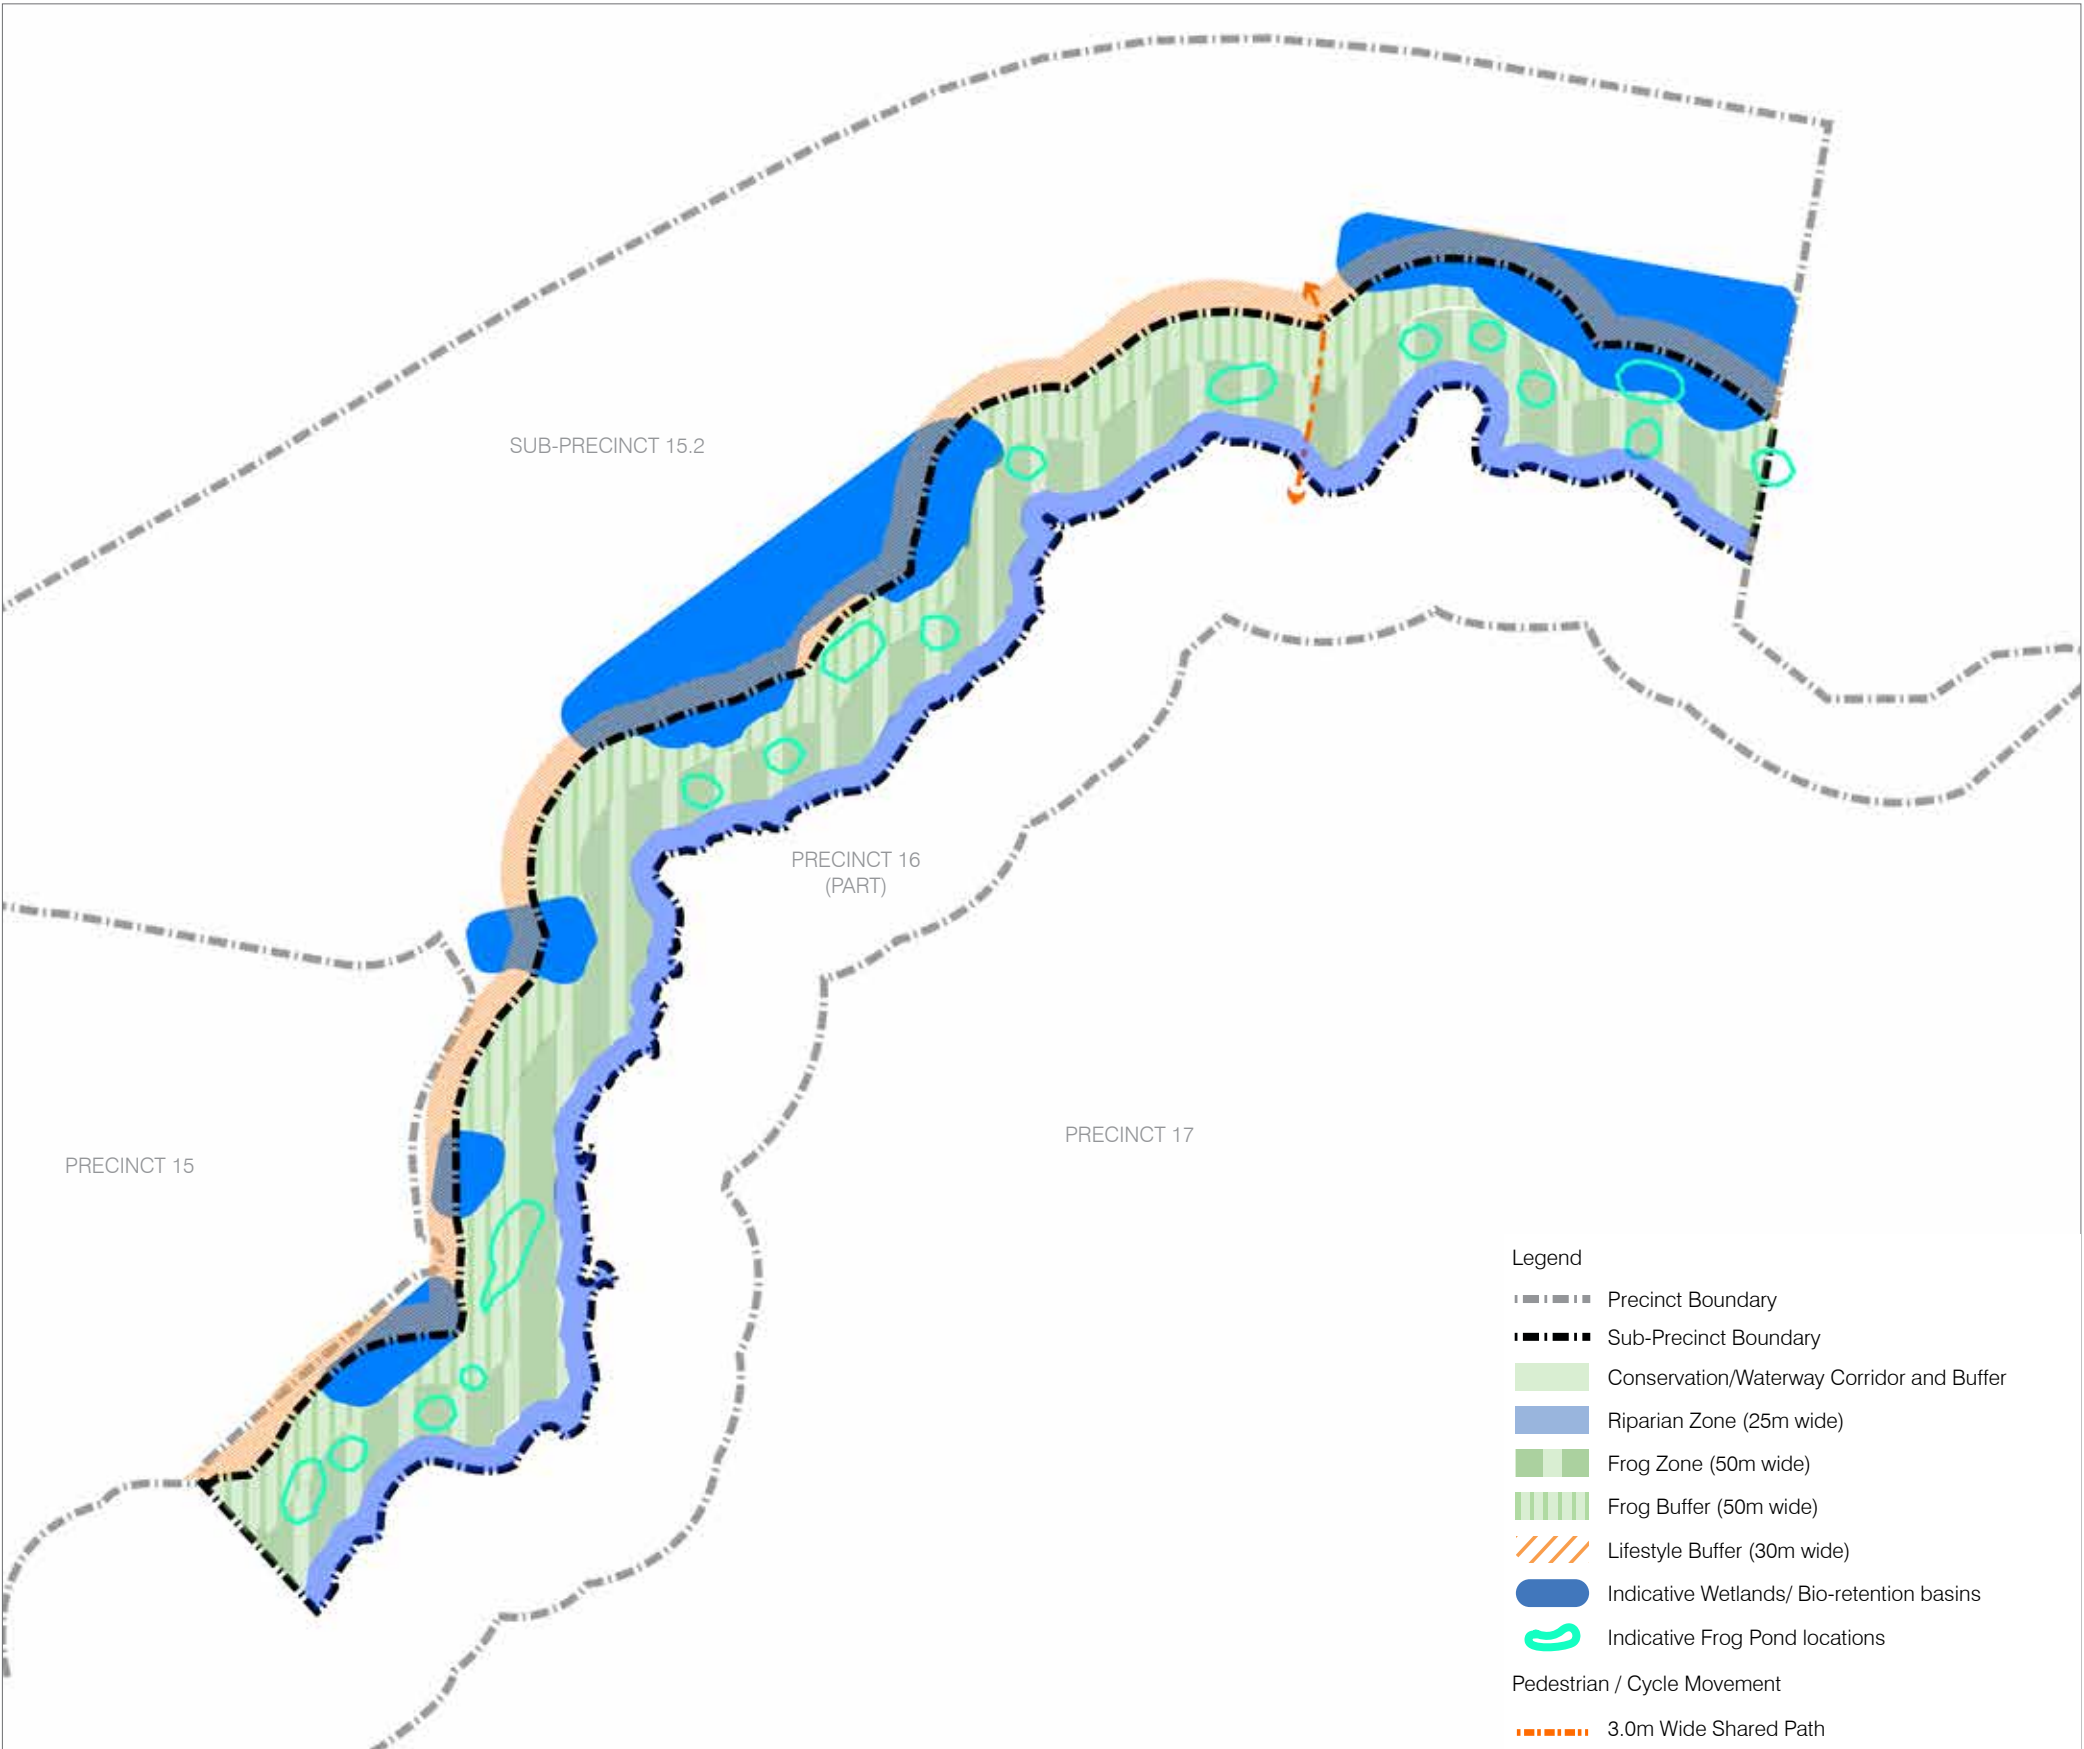 SUB-PRECINCT 15.2
PRECINCT 16
(PART)
PRECINCT 15
PRECINCT 17
Legend
Precinct Boundary
Sub-Precinct Boundary
Conservation/Waterway Corridor and Buffer
Riparian Zone (25m wide)
Frog Zone (50m wide)
Frog Buffer (50m wide)
Lifestyle Buffer (30m wide)
Indicative Wetlands/ Bio-retention basins
Indicative Frog Pond locations
Pedestrian / Cycle Movement
3.0m Wide Shared Path